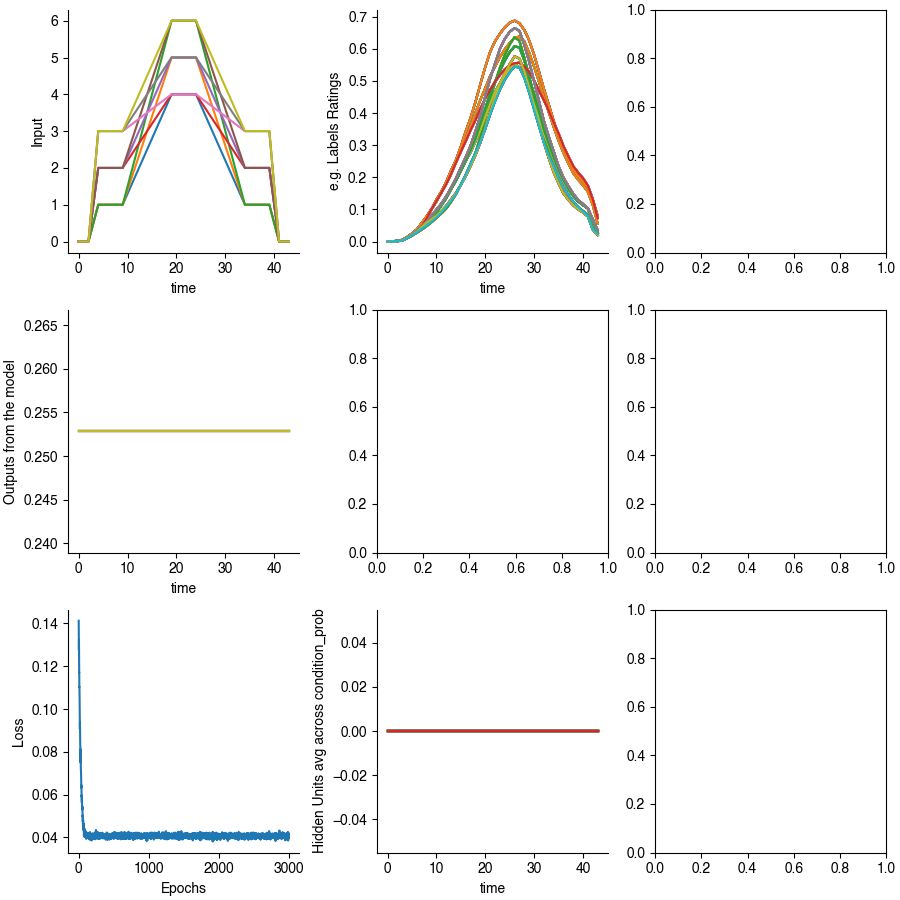 6
5
4
3
2
1
0
Input
0 10 20 30 40
time
0.7
0.6
0.5
0.4
0.3
0.2
0.1
0.0
e.g. Labels Ratings
0 10 20 30 40
time
1.0
0.8
0.6
0.4
0.2
0.0
0.0 0.2 0.4 0.6 0.8 1.0
0.265
0.260
0.255
0.250
0.245
0.240
Outputs from the model
0 10 20 30 40
time
1.0
0.8
0.6
0.4
0.2
0.0
0.0 0.2 0.4 0.6 0.8 1.0
1.0
0.8
0.6
0.4
0.2
0.0
0.0 0.2 0.4 0.6 0.8 1.0
0.14
0.12
0.10
0.08
0.06
0.04
Loss
0 1000 2000 3000
Epochs
0.04
0.02
0.00
−0.02
−0.04
Hidden Units avg across condition_prob
0 10 20 30 40
time
1.0
0.8
0.6
0.4
0.2
0.0
0.0 0.2 0.4 0.6 0.8 1.0